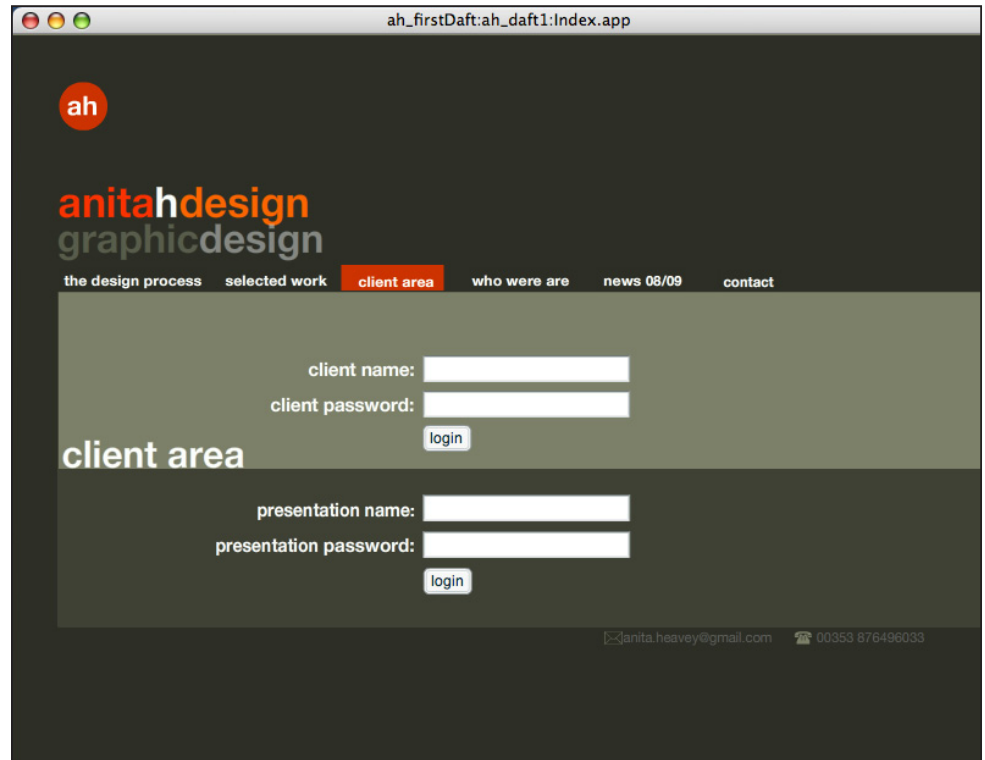 ah_firstDaft:ah_daft1:Index.app
ah
anitahdesign
graphicdesign
the design process selected work client area who were are news 08/09 contact
client name:
client password:
login
client area
presentation name:
presentation password:
login
anita.heavey@gmail.com 00353 876496033